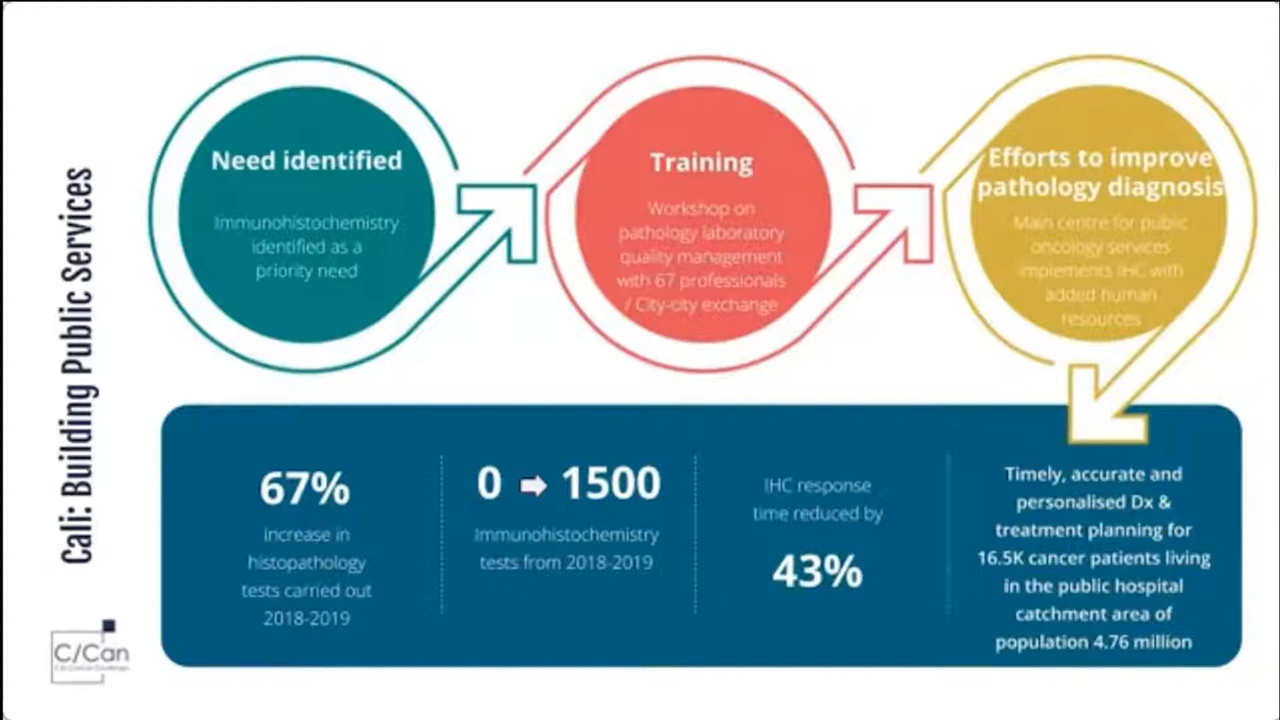 Cali: Building Public Services
Need identified
Immunohistochemistry
identified as a
priority need
Training
Workshop on
pathology laboratory
quality management
with 67 professionals
/ City-city exchange
Efforts to improve
pathology diagnosis
Main centre for public
oncology services
implements IHC with
added human
resources
67%
increase in
histopathology
tests carried out
2018-2019
0 ➡ 1500
Immunohistochemistry
tests from 2018-2019
IHC response
time reduced by
43%
Timely, accurate and
personalised Dx &
treatment planning for
16.5K cancer patients living
in the public hospital
catchment area of
population 4.76 million
C/Can